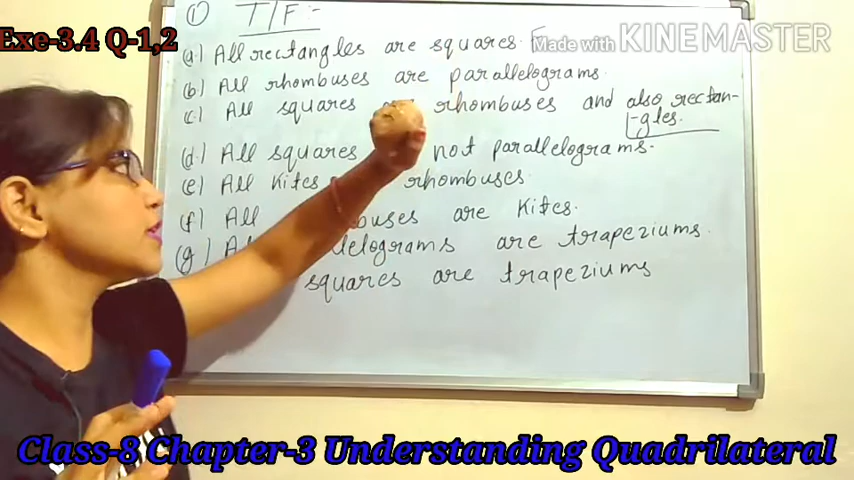 ① T/F :-
Exe-3.4 Q-1,2
Made with KINEMASTER
(a) All rectangles are squares. F
(b) All rhombuses are parallelograms.
(c) All squares rhombuses and also rectan-
-gles.
(d) All squares not parallelograms.
(e) All Kites rhombuses
(f) All are Kites.
(g) are trapeziums.
squares are trapeziums
Class-8 Chapter-3 Understanding Quadrilateral